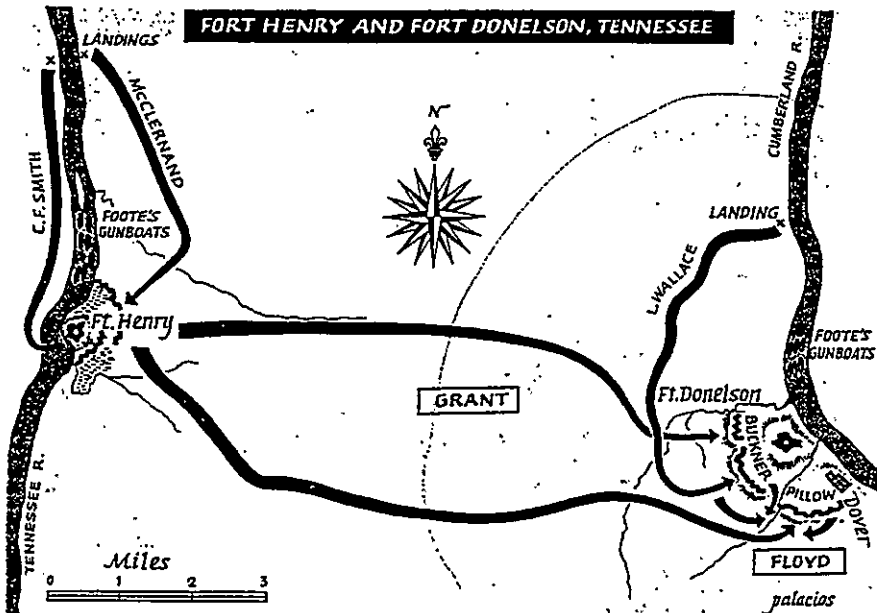 FORT HENRY AND FORT DONELSON, TENNESSEE
LANDINGS
McCLERNAND
C.F. SMITH
FOOTE'S
GUNBOATS
Ft. Henry
TENNESSEE R.
N
CUMBERLAND R.
LANDING
L. WALLACE
FOOTE'S
GUNBOATS
GRANT
Ft. Donelson
BUCKNER
PILLOW
Dover
FLOYD
Miles
0 1 2 3
palacios